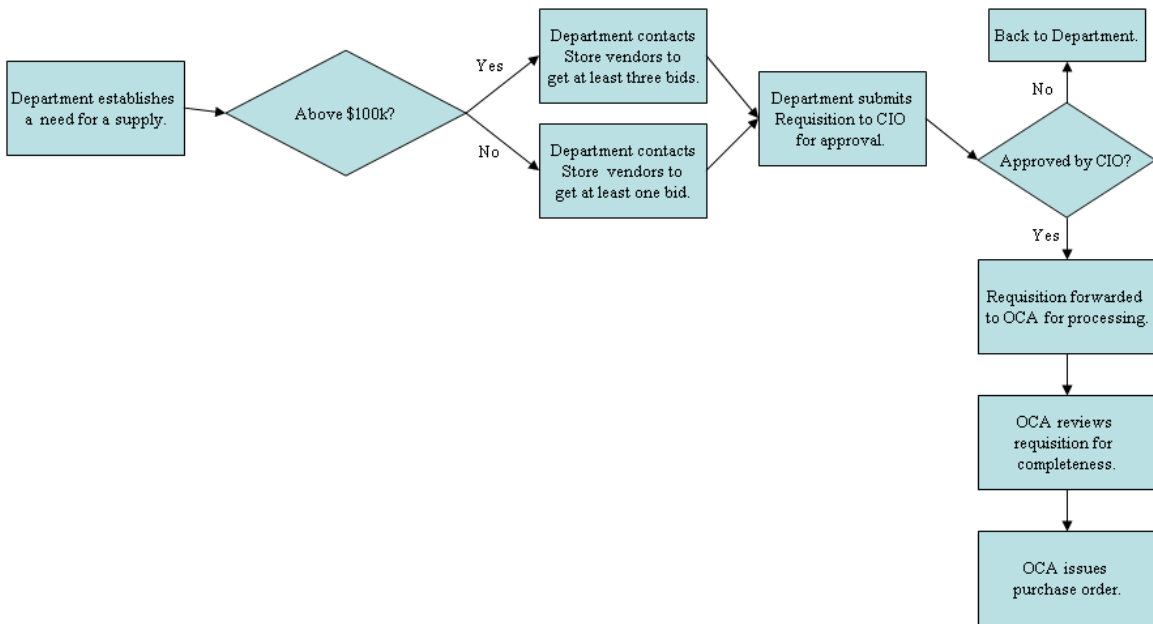 Department establishes
a need for a supply.
Above $100k?
Yes
No
Department contacts
Store vendors to
get at least three bids.
Department contacts
Store vendors to
get at least one bid.
Department submits
Requisition to CIO
for approval.
Approved by CIO?
No
Back to Department.
Yes
Requisition forwarded
to OCA for processing.
OCA reviews
requisition for
completeness.
OCA issues
purchase order.